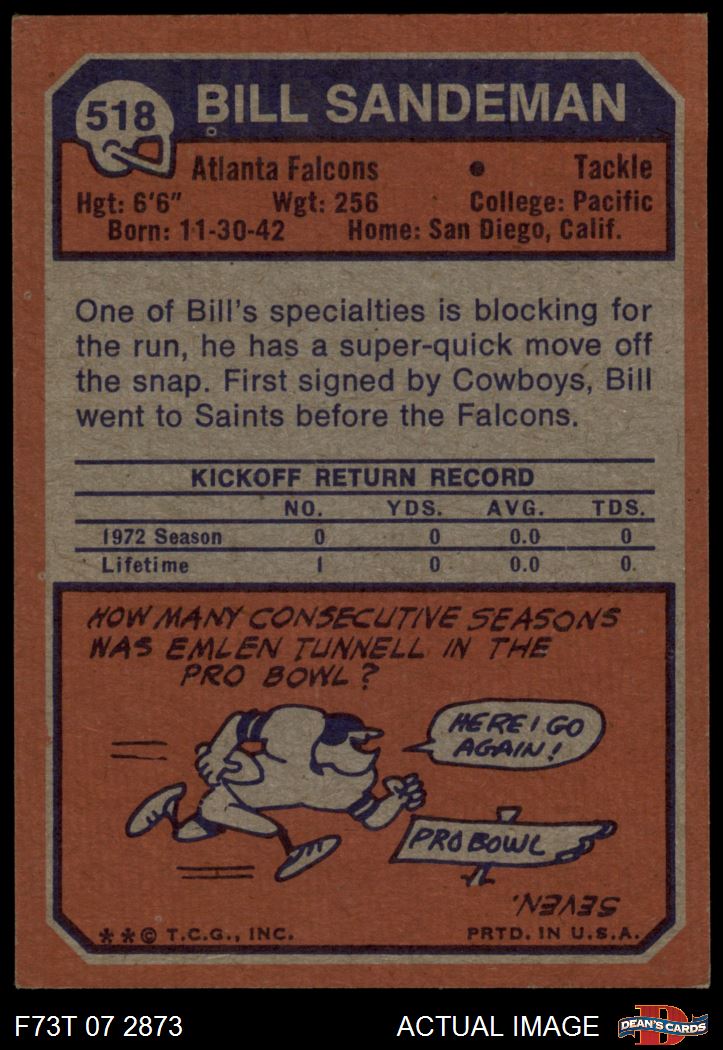 518
BILL SANDEMAN
Atlanta Falcons • Tackle
Hgt: 6'6" Wgt: 256 College: Pacific
Born: 11-30-42 Home: San Diego, Calif.
One of Bill's specialties is blocking for
the run, he has a super-quick move off
the snap. First signed by Cowboys, Bill
went to Saints before the Falcons.
KICKOFF RETURN RECORD
NO. YDS. AVG. TDS.
1972 Season 0 0 0.0 0
Lifetime 1 0 0.0 0
HOW MANY CONSECUTIVE SEASONS
WAS EMLEN TUNNELL IN THE
PRO BOWL?
HERE I GO
AGAIN!
PRO BOWL
SEVEN.
**© T.C.G., INC. PRTD. IN U.S.A.
F73T 07 2873 ACTUAL IMAGE
D
DEAN'S CARDS